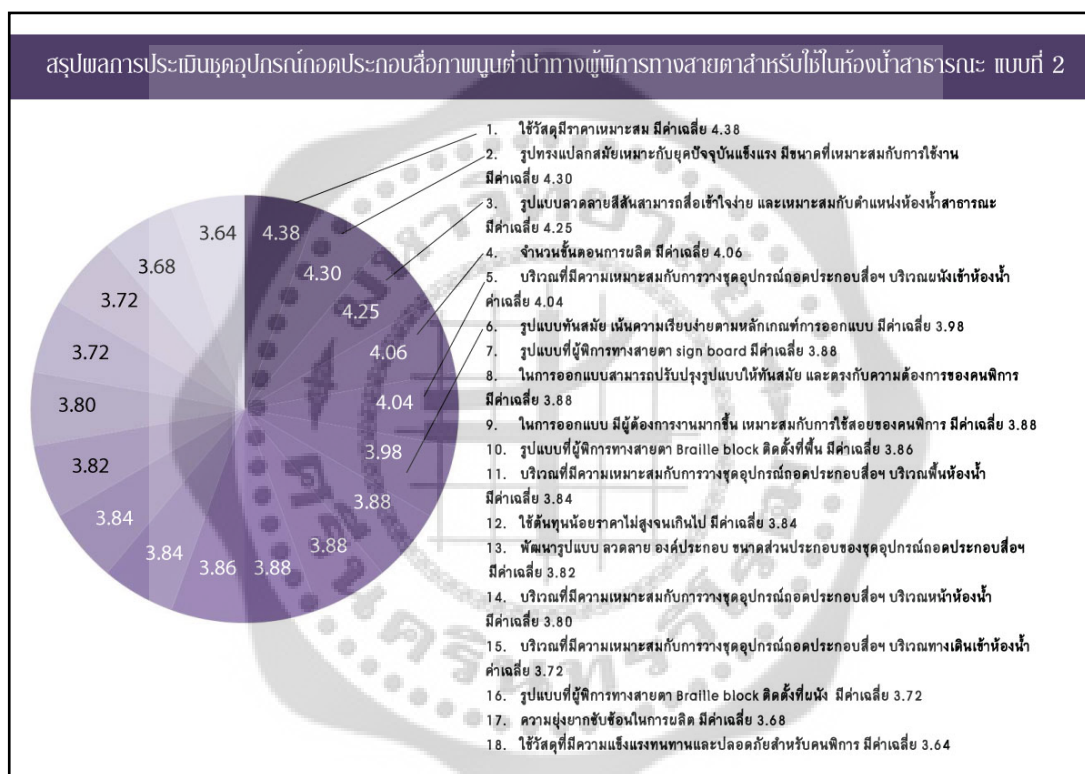 สรุปผลการประเมินชุดอุปกรณ์ถอดประกอบสื่อภาพนูนต่ำนำทางผู้พิการทางสายตาสำหรับใช้ในห้องน้ำสาธารณะ แบบที่ 2
1. ใช้วัสดุมีราคาเหมาะสม มีค่าเฉลี่ย 4.38
2. รูปทรงแปลกสมัยเหมาะกับยุคปัจจุบันแข็งแรง มีขนาดที่เหมาะสมกับการใช้งาน
มีค่าเฉลี่ย 4.30
3. รูปแบบลวดลายสีสันสามารถสื่อเข้าใจง่าย และเหมาะสมกับตำแหน่งห้องน้ำสาธารณะ
มีค่าเฉลี่ย 4.25
4. จำนวนขั้นตอนการผลิต มีค่าเฉลี่ย 4.06
5. บริเวณที่มีความเหมาะสมกับการวางชุดอุปกรณ์ถอดประกอบสื่อฯ บริเวณผนังเข้าห้องน้ำ
ค่าเฉลี่ย 4.04
6. รูปแบบทันสมัย เน้นความเรียบง่ายตามหลักเกณฑ์การออกแบบ มีค่าเฉลี่ย 3.98
7. รูปแบบที่ผู้พิการทางสายตา sign board มีค่าเฉลี่ย 3.88
8. ในการออกแบบสามารถปรับปรุงรูปแบบให้ทันสมัย และตรงกับความต้องการของคนพิการ
มีค่าเฉลี่ย 3.88
9. ในการออกแบบ มีผู้ต้องการงานมากขึ้น เหมาะสมกับการใช้สอยของคนพิการ มีค่าเฉลี่ย 3.88
10. รูปแบบที่ผู้พิการทางสายตา Braille block ติดตั้งที่พื้น มีค่าเฉลี่ย 3.86
11. บริเวณที่มีความเหมาะสมกับการวางชุดอุปกรณ์ถอดประกอบสื่อฯ บริเวณพื้นห้องน้ำ
มีค่าเฉลี่ย 3.84
12. ใช้ต้นทุนน้อยราคาไม่สูงจนเกินไป มีค่าเฉลี่ย 3.84
13. พัฒนารูปแบบ ลวดลาย องค์ประกอบ ขนาดส่วนประกอบของชุดอุปกรณ์ถอดประกอบสื่อฯ
มีค่าเฉลี่ย 3.82
14. บริเวณที่มีความเหมาะสมกับการวางชุดอุปกรณ์ถอดประกอบสื่อฯ บริเวณหน้าห้องน้ำ
มีค่าเฉลี่ย 3.80
15. บริเวณที่มีความเหมาะสมกับการวางชุดอุปกรณ์ถอดประกอบสื่อฯ บริเวณทางเดินเข้าห้องน้ำ
ค่าเฉลี่ย 3.72
16. รูปแบบที่ผู้พิการทางสายตา Braille block ติดตั้งที่ผนัง มีค่าเฉลี่ย 3.72
17. ความยุ่งยากซับซ้อนในการผลิต มีค่าเฉลี่ย 3.68
18. ใช้วัสดุที่มีความแข็งแรงทนทานและปลอดภัยสำหรับคนพิการ มีค่าเฉลี่ย 3.64
4.38
4.30
4.25
4.06
4.04
3.98
3.88
3.88
3.88
3.86
3.84
3.84
3.82
3.80
3.72
3.72
3.68
3.64